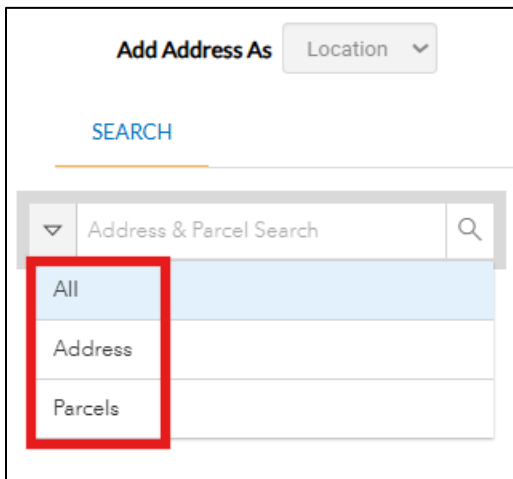 Add Address As Location
SEARCH
Address & Parcel Search
All
Address
Parcels